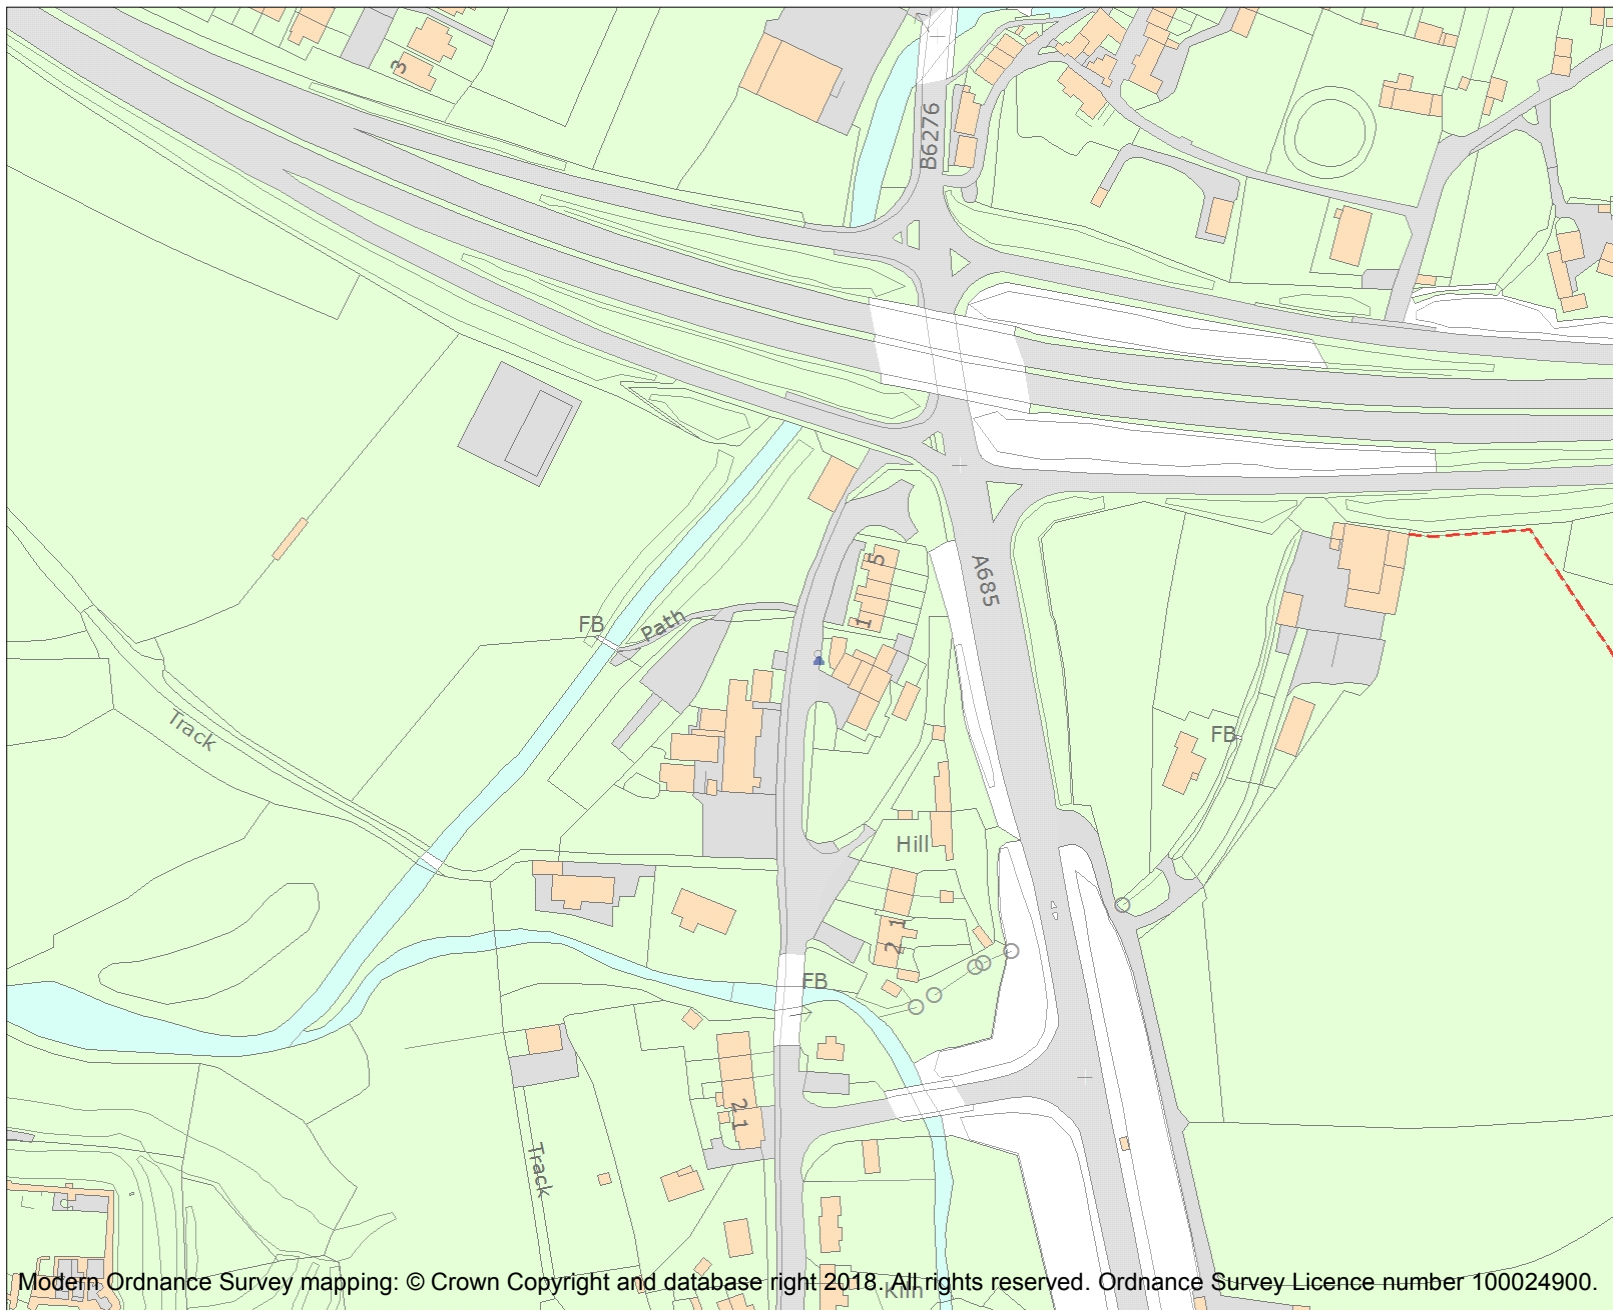 3
B6276
5
A685
1
FB
Path
Track
FB
Hill
1
2
FB
2
1
Track
Kiln
Modern Ordnance Survey mapping: © Crown Copyright and database right 2018. All rights reserved. Ordnance Survey Licence number 100024900.